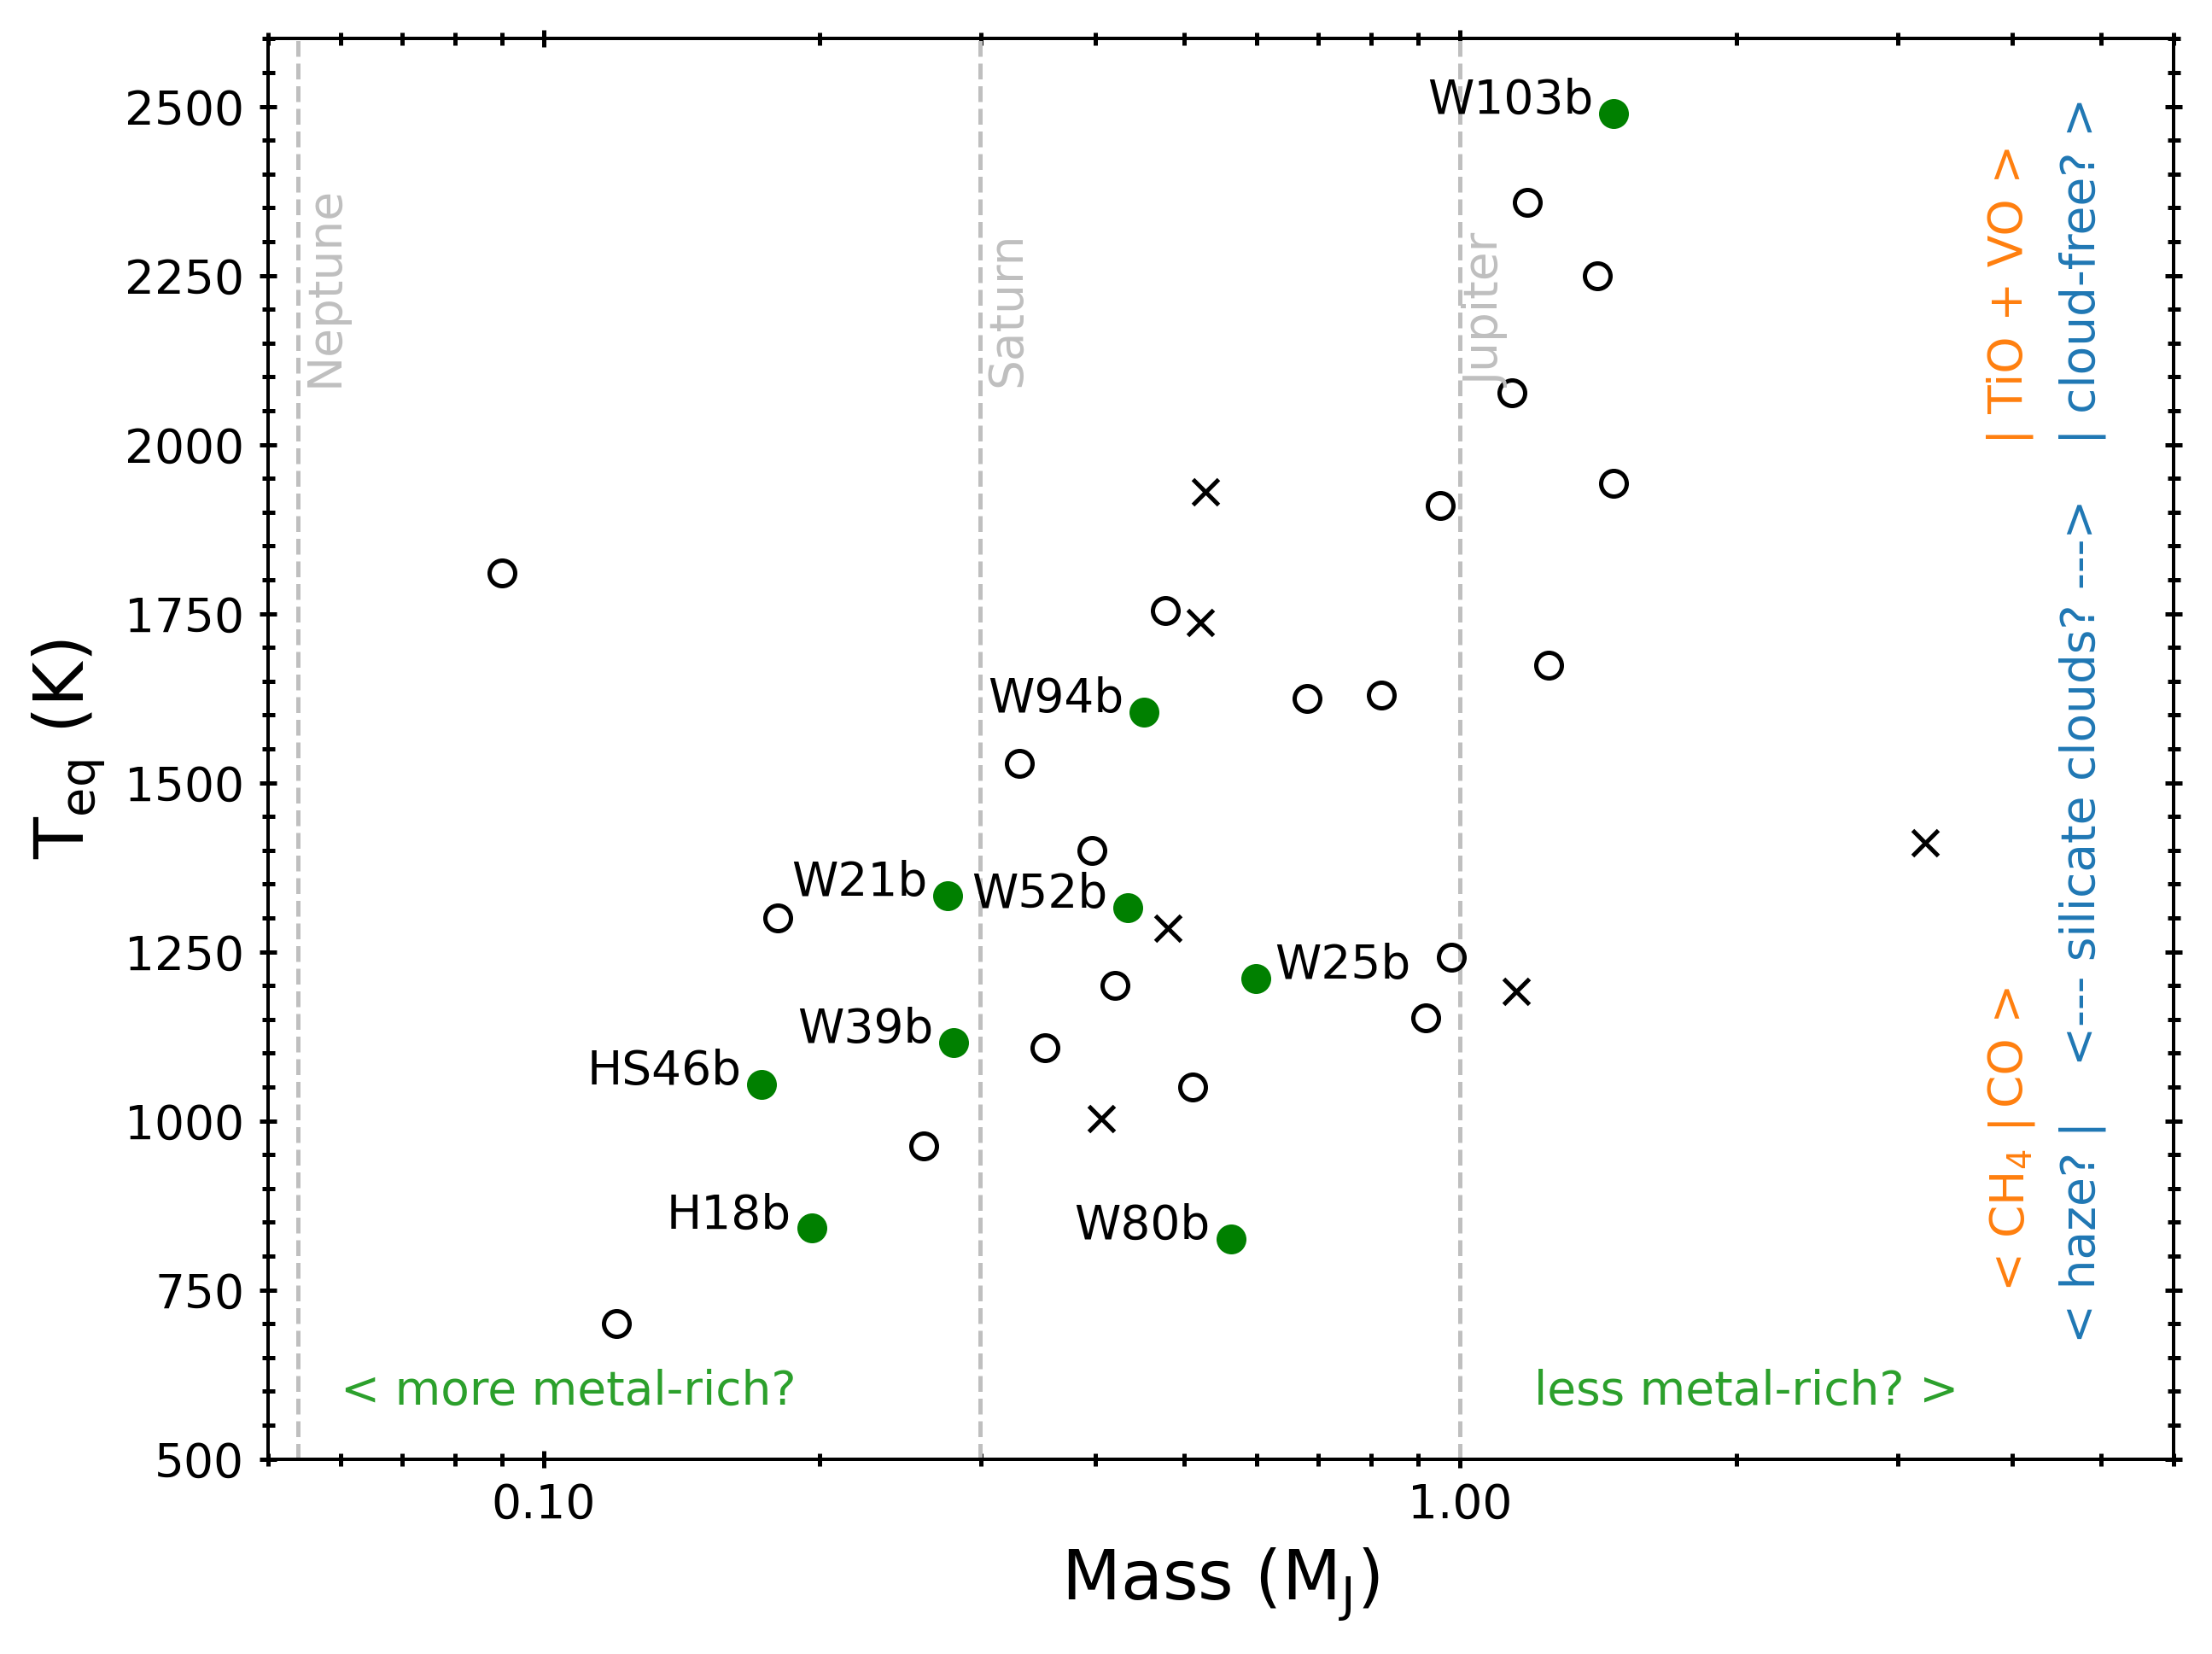 W103b
2500
2250
2000
1750
1500
1250
1000
750
500
T_eq (K)
Neptune
Saturn
Jupiter
W94b
W21b
W52b
W25b
W39b
HS46b
H18b
W80b
| TiO + VO >
< CH₄ | CO >
| cloud-free? >
<--- silicate clouds? --->
< haze? |
< more metal-rich?
less metal-rich? >
0.10
1.00
Mass (M_J)